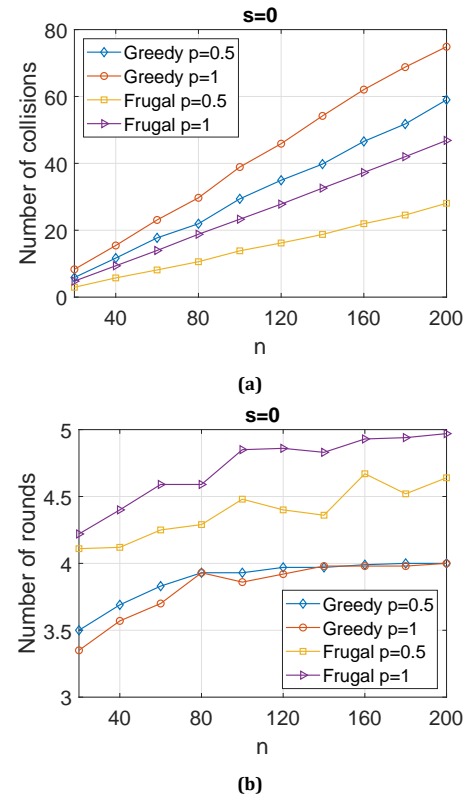 s=0
Number of collisions
80
60
40
20
0
Greedy p=0.5
Greedy p=1
Frugal p=0.5
Frugal p=1
40 80 120 160 200
n
(a)
s=0
Number of rounds
5
4.5
4
3.5
3
Greedy p=0.5
Greedy p=1
Frugal p=0.5
Frugal p=1
40 80 120 160 200
n
(b)